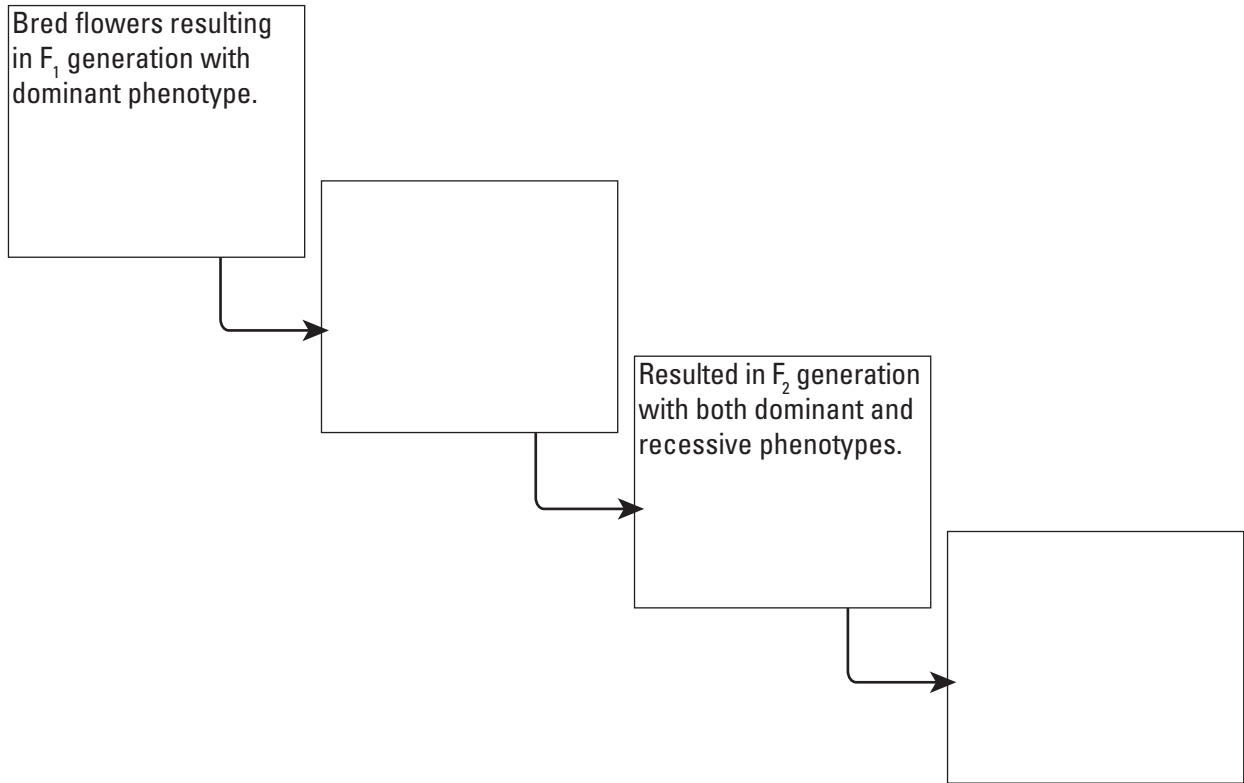 Bred flowers resulting
in F₁ generation with
dominant phenotype.
Resulted in F₂ generation
with both dominant and
recessive phenotypes.